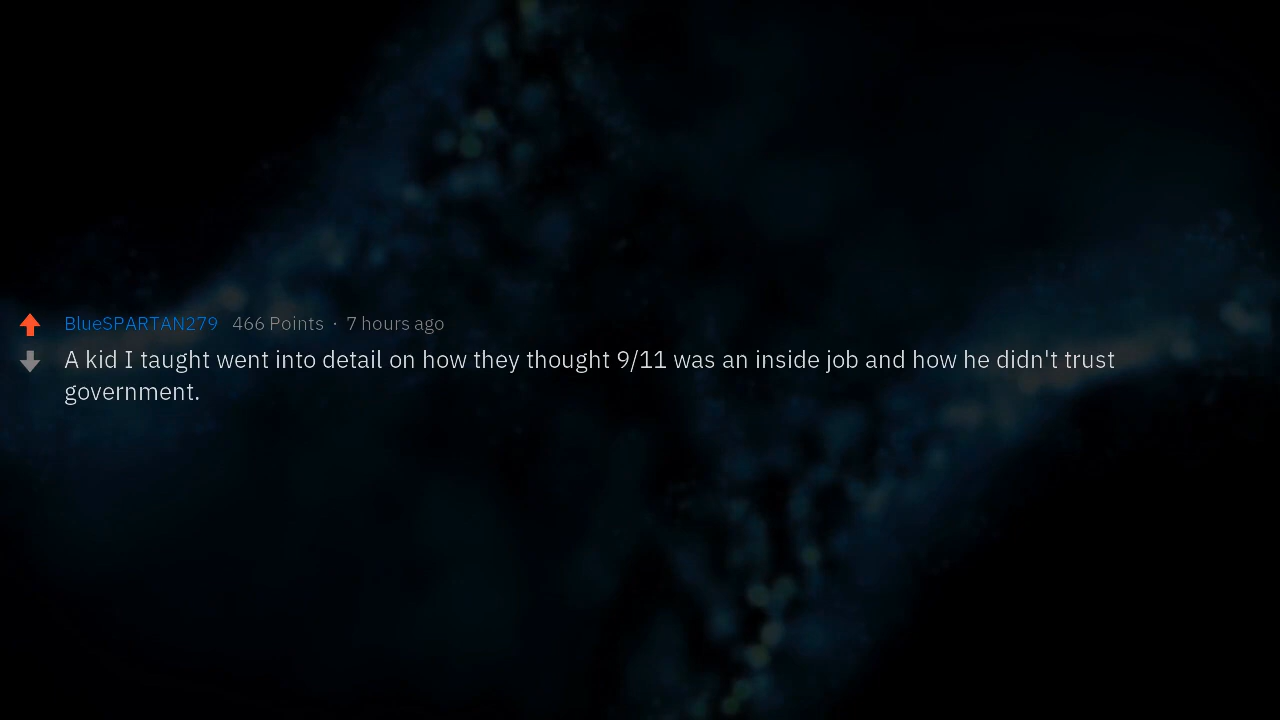 BlueSPARTAN279 466 Points · 7 hours ago
A kid I taught went into detail on how they thought 9/11 was an inside job and how he didn't trust
government.